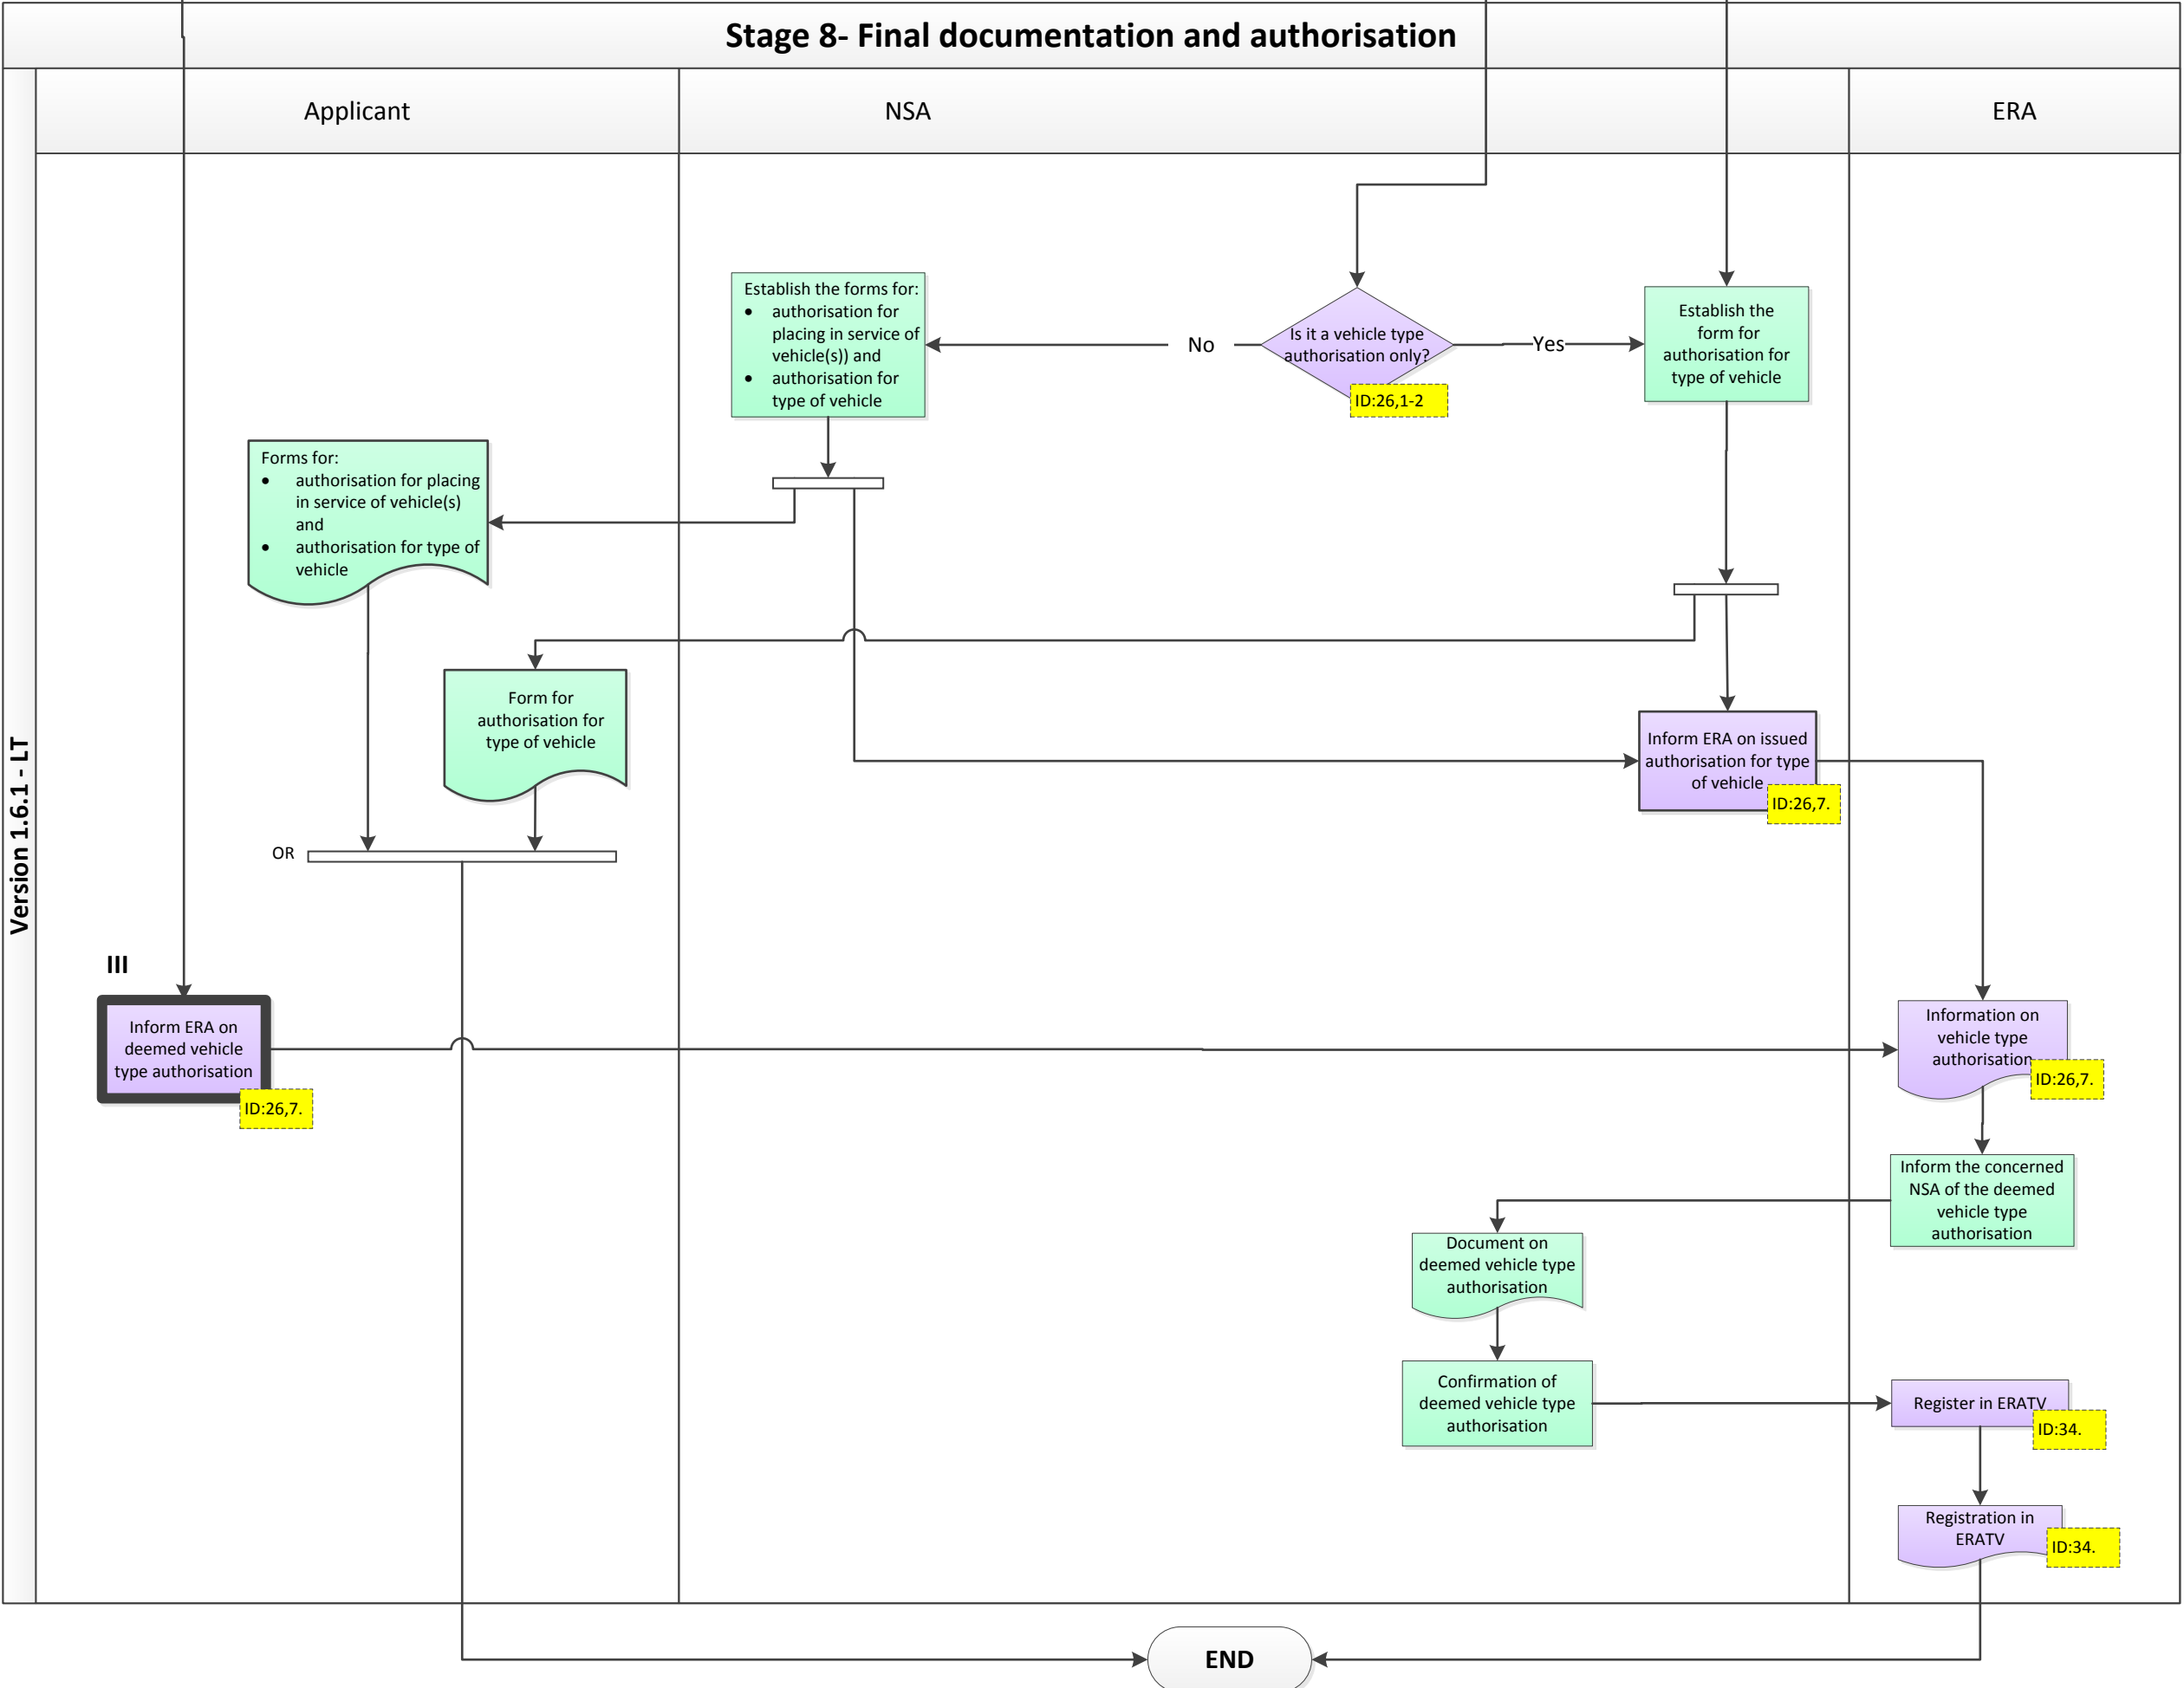 Stage 8- Final documentation and authorisation
Applicant
NSA
ERA
Version 1.6.1 - LT
Establish the forms for:
• authorisation for
placing in service of
vehicle(s)) and
• authorisation for
type of vehicle
No
Is it a vehicle type
authorisation only?
ID:26,1-2
Yes
Establish the
form for
authorisation for
type of vehicle
Forms for:
• authorisation for placing
in service of vehicle(s)
and
• authorisation for type of
vehicle
Form for
authorisation for
type of vehicle
Inform ERA on issued
authorisation for type
of vehicle
ID:26,7.
OR
III
Inform ERA on
deemed vehicle
type authorisation
ID:26,7.
Information on
vehicle type
authorisation
ID:26,7.
Inform the concerned
NSA of the deemed
vehicle type
authorisation
Document on
deemed vehicle type
authorisation
Confirmation of
deemed vehicle type
authorisation
Register in ERATV
ID:34.
Registration in
ERATV
ID:34.
END